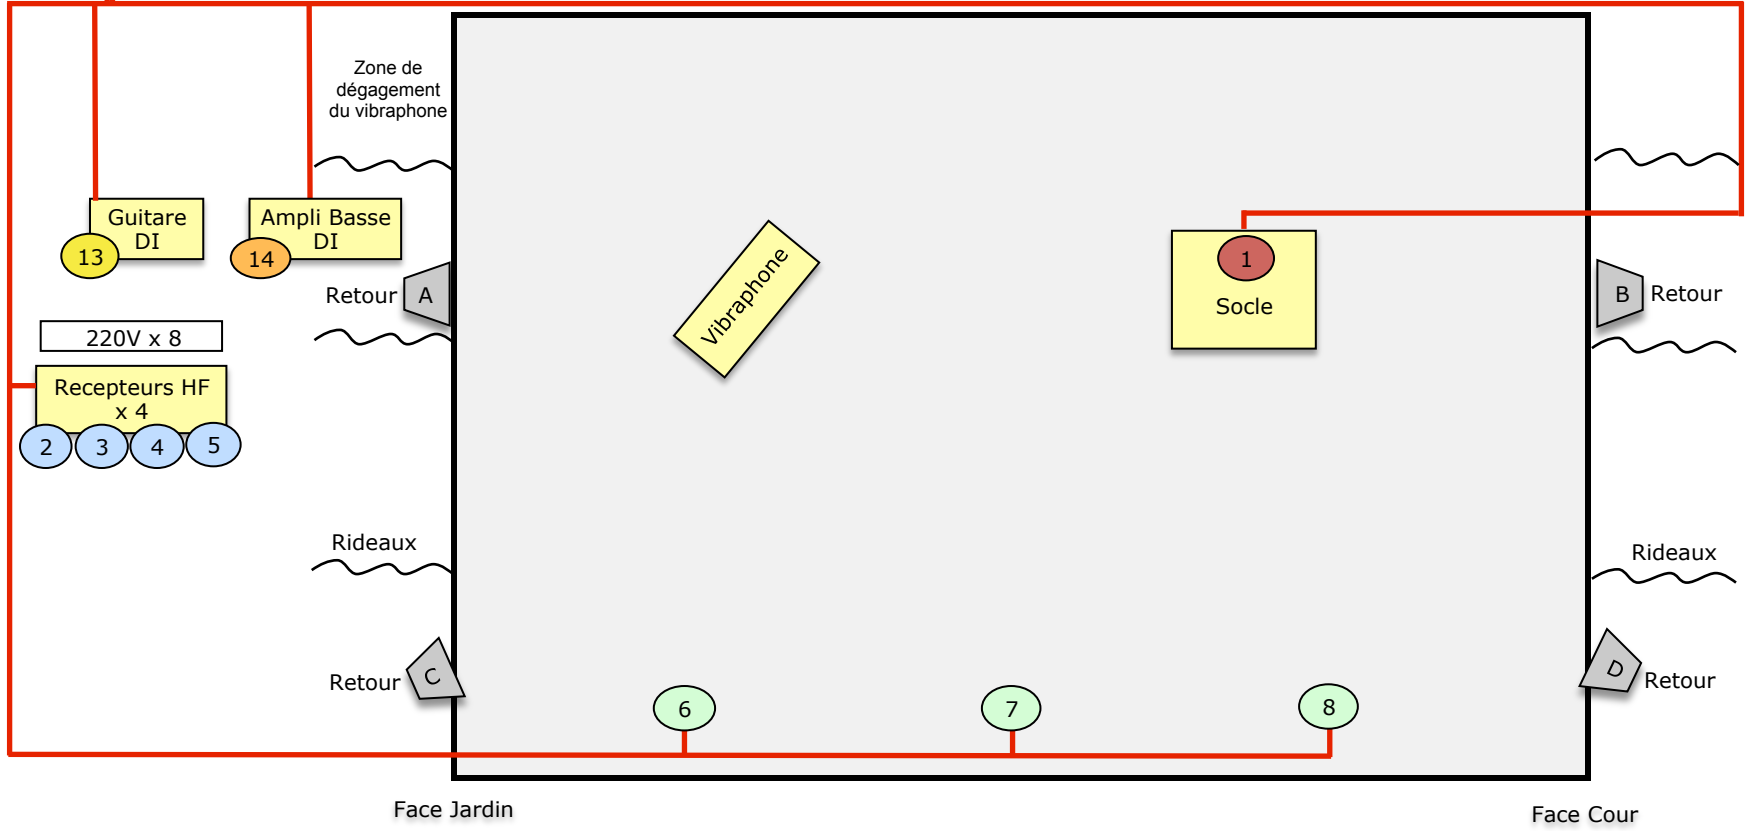 Zone de
dégagement
du vibraphone
Guitare
DI
13
Ampli Basse
DI
14
Retour
A
Vibraphone
1
Socle
B
Retour
220V x 8
Recepteurs HF
x 4
2
3
4
5
Rideaux
Rideaux
Retour
C
6
7
8
D
Retour
Face Jardin
Face Cour